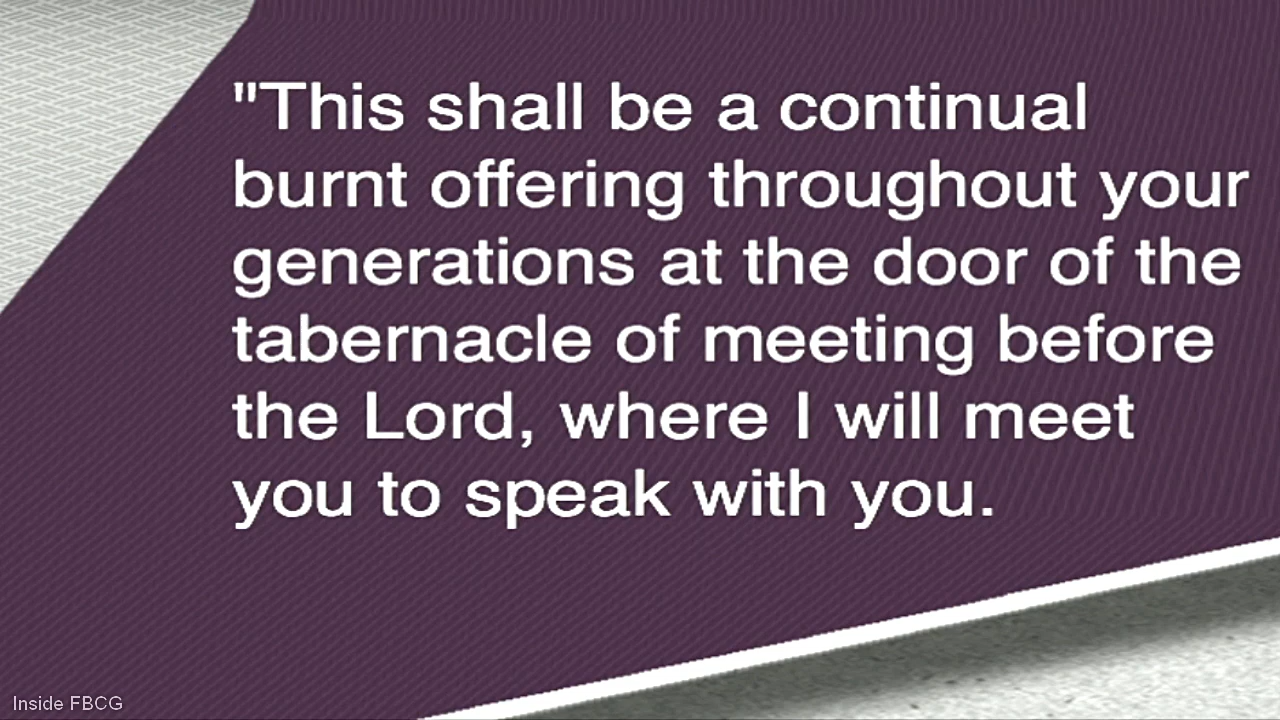 "This shall be a continual
burnt offering throughout your
generations at the door of the
tabernacle of meeting before
the Lord, where I will meet
you to speak with you.
Inside FBCG